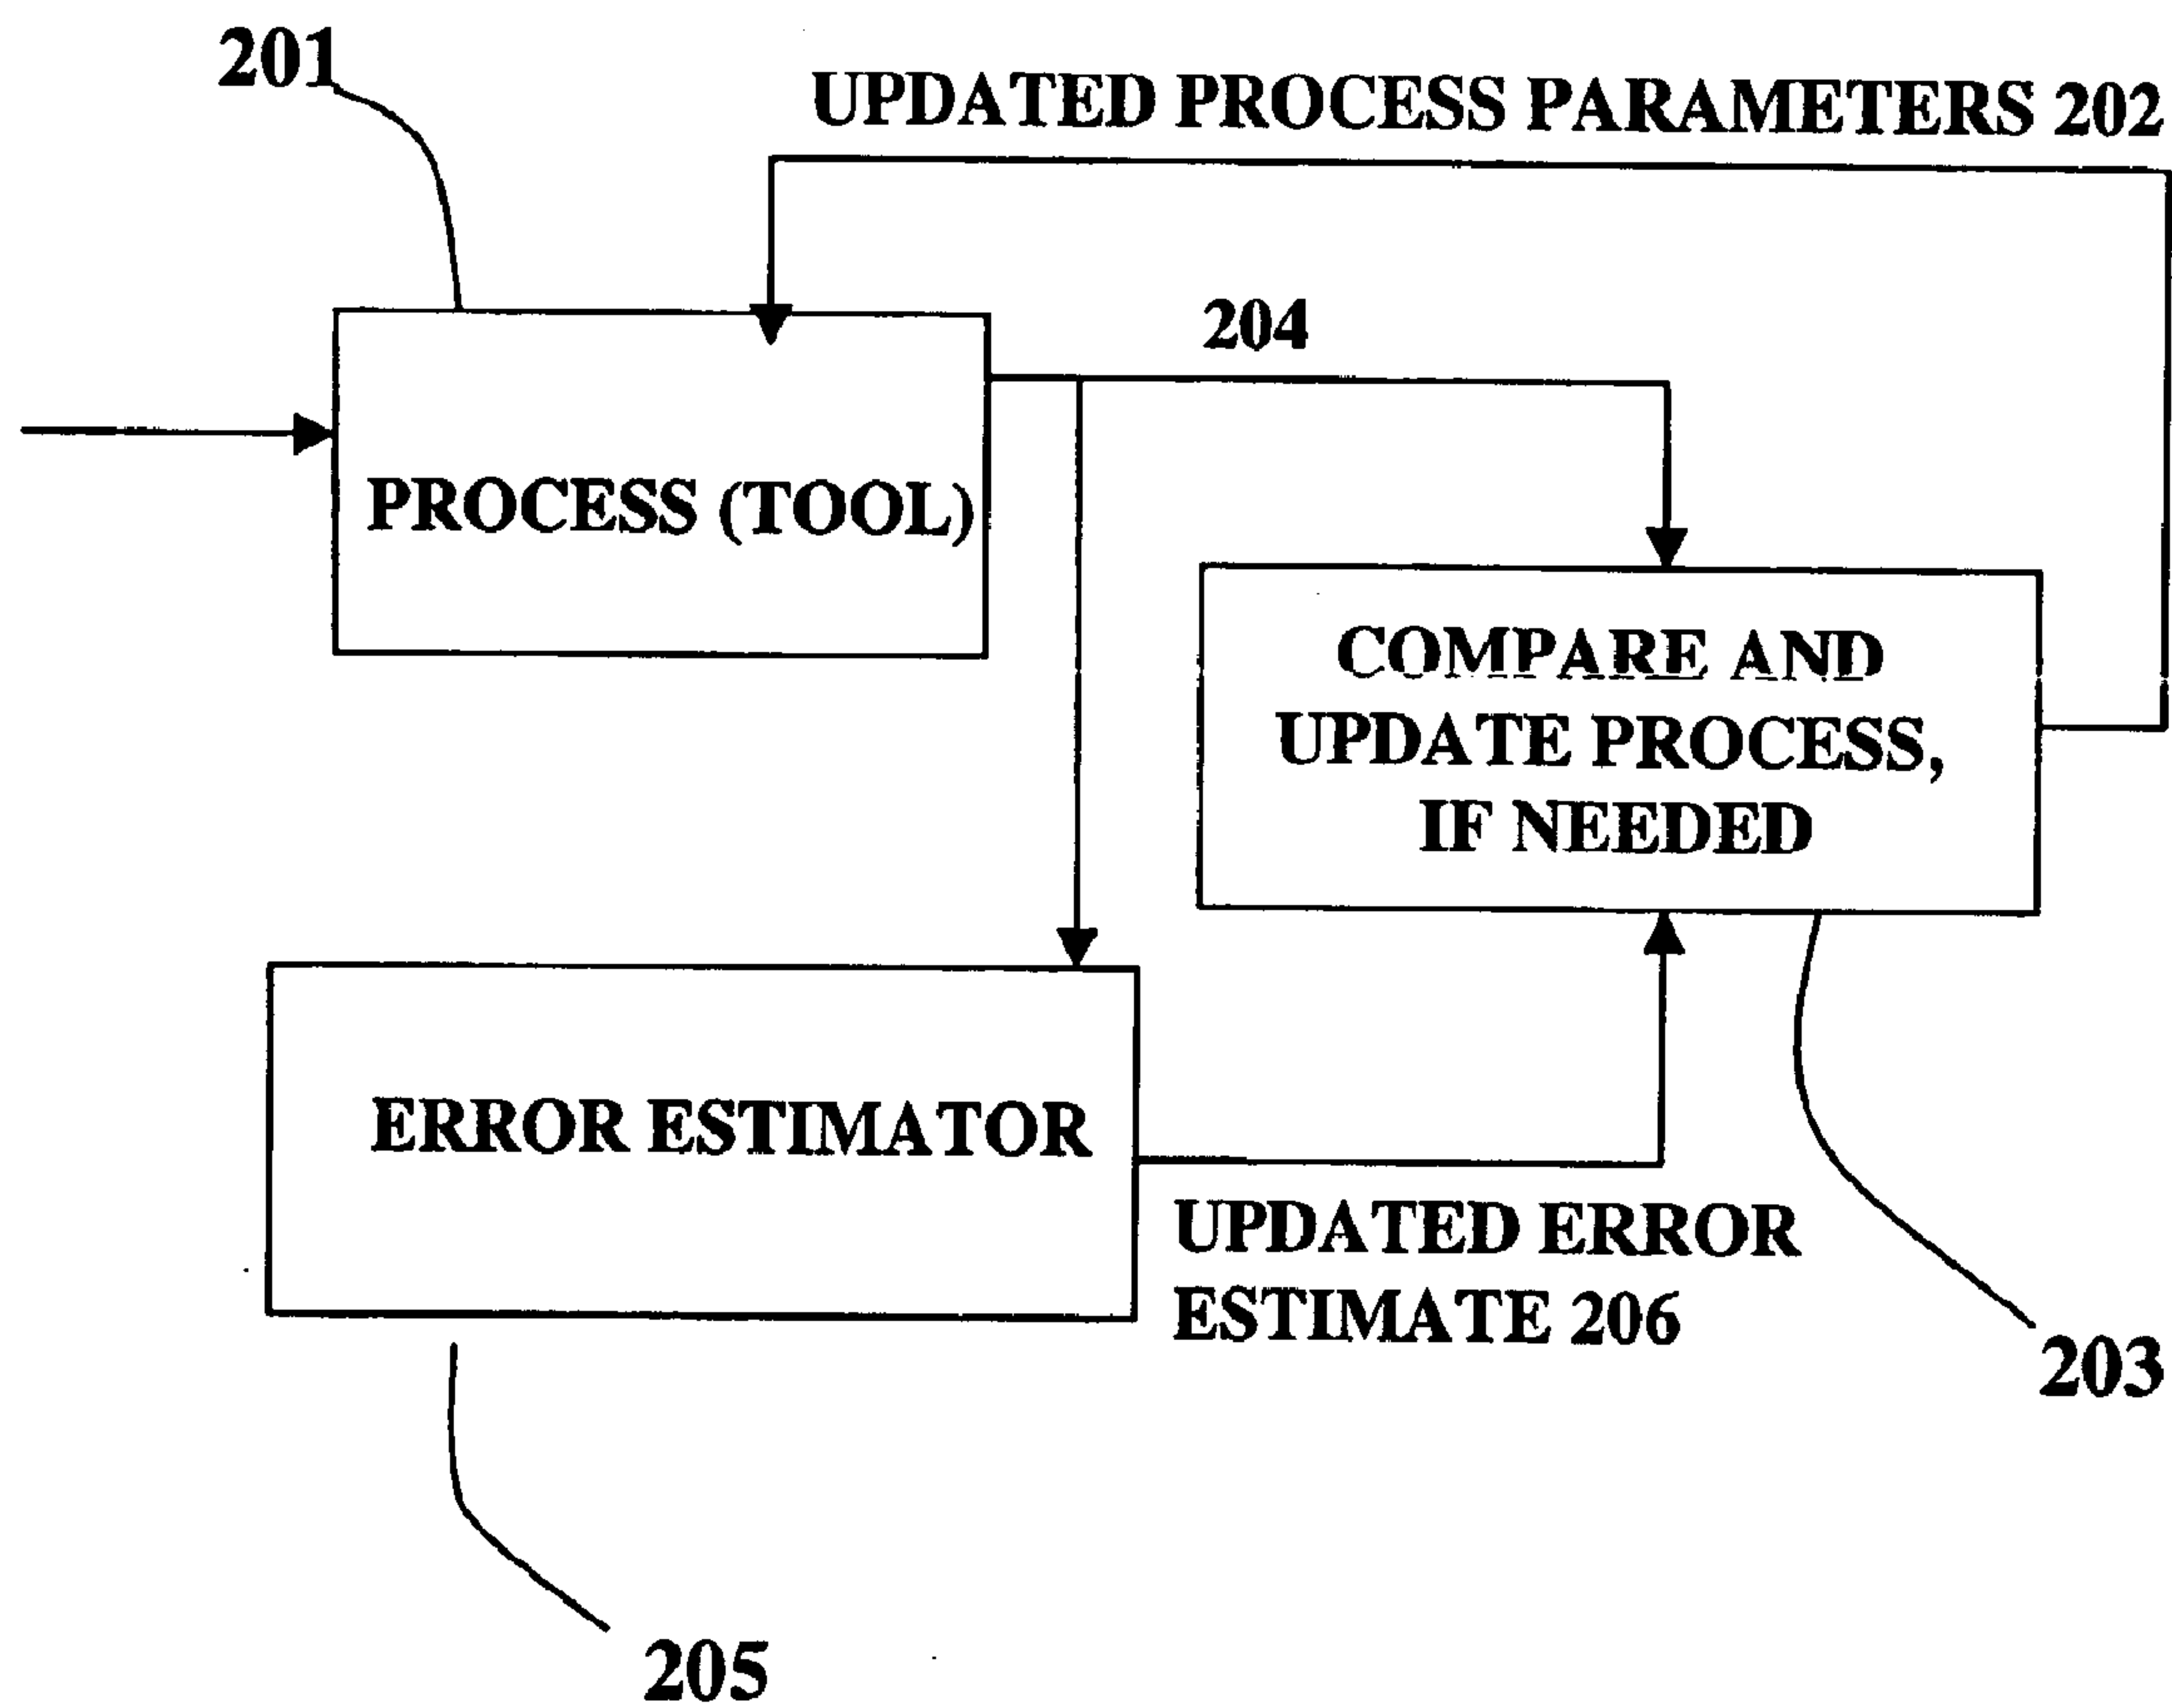 201
UPDATED PROCESS PARAMETERS 202
204
PROCESS (TOOL)
COMPARE AND
UPDATE PROCESS,
IF NEEDED
ERROR ESTIMATOR
UPDATED ERROR
ESTIMATE 206
203
205